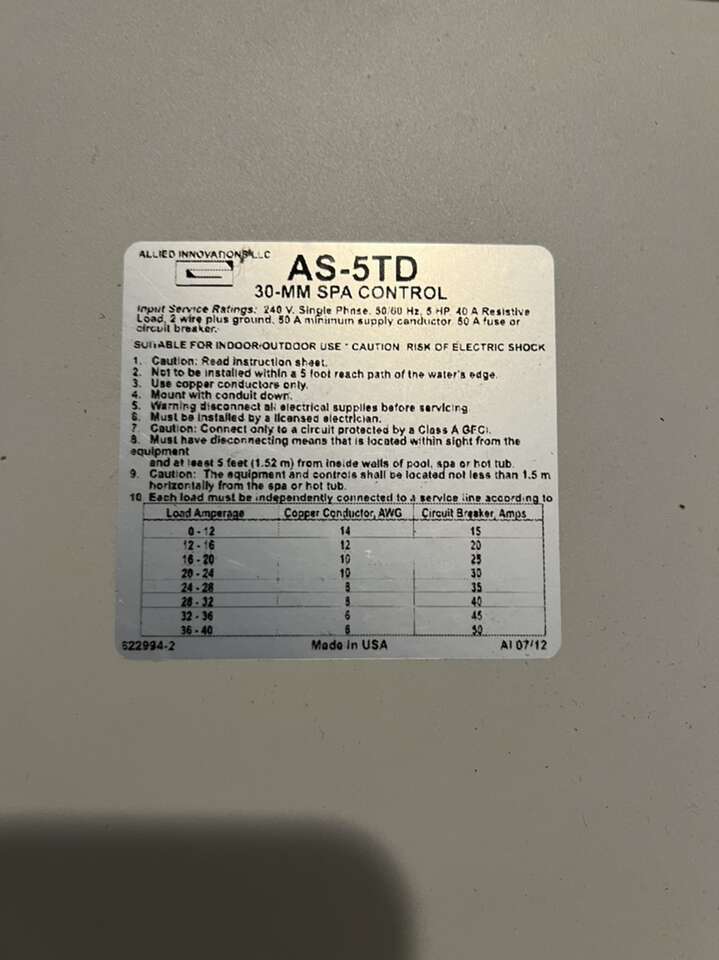 ALLIED INNOVATIONS LLC
AS-5TD
30-MM SPA CONTROL
Input Service Ratings: 240 V, Single Phase, 50/60 Hz, 5 HP, 40 A Resistive
Load, 2 wire plus ground, 50 A minimum supply conductor 50 A fuse or
circuit breaker.
SUITABLE FOR INDOOR/OUTDOOR USE * CAUTION RISK OF ELECTRIC SHOCK
1. Caution: Read instruction sheet.
2. Not to be installed within a 5 foot reach path of the water's edge.
3. Use copper conductors only.
4. Mount with conduit down.
5. Warning disconnect all electrical supplies before servicing
6. Must be installed by a licensed electrician.
7. Caution: Connect only to a circuit protected by a Class A GFCI.
8. Must have disconnecting means that is located within sight from the
equipment
and at least 5 feet (1.52 m) from inside walls of pool, spa or hot tub.
9. Caution: The equipment and controls shall be located not less than 1.5 m
horizontally from the spa or hot tub.
10. Each load must be independently connected to a service line according to
Load Amperage Copper Conductor, AWG Circuit Breaker, Amps
0 - 12 14 15
12 - 16 12 20
16 - 20 10 25
20 - 24 10 30
24 - 28 8 35
28 - 32 8 40
32 - 36 6 45
36 - 40 6 50
622994-2 Made in USA AI 07/12